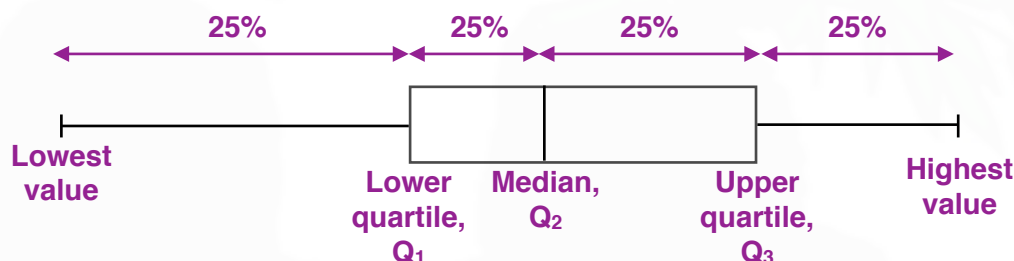 25% 25% 25% 25%
Lowest
value
Lower
quartile,
Q₁
Median,
Q₂
Upper
quartile,
Q₃
Highest
value